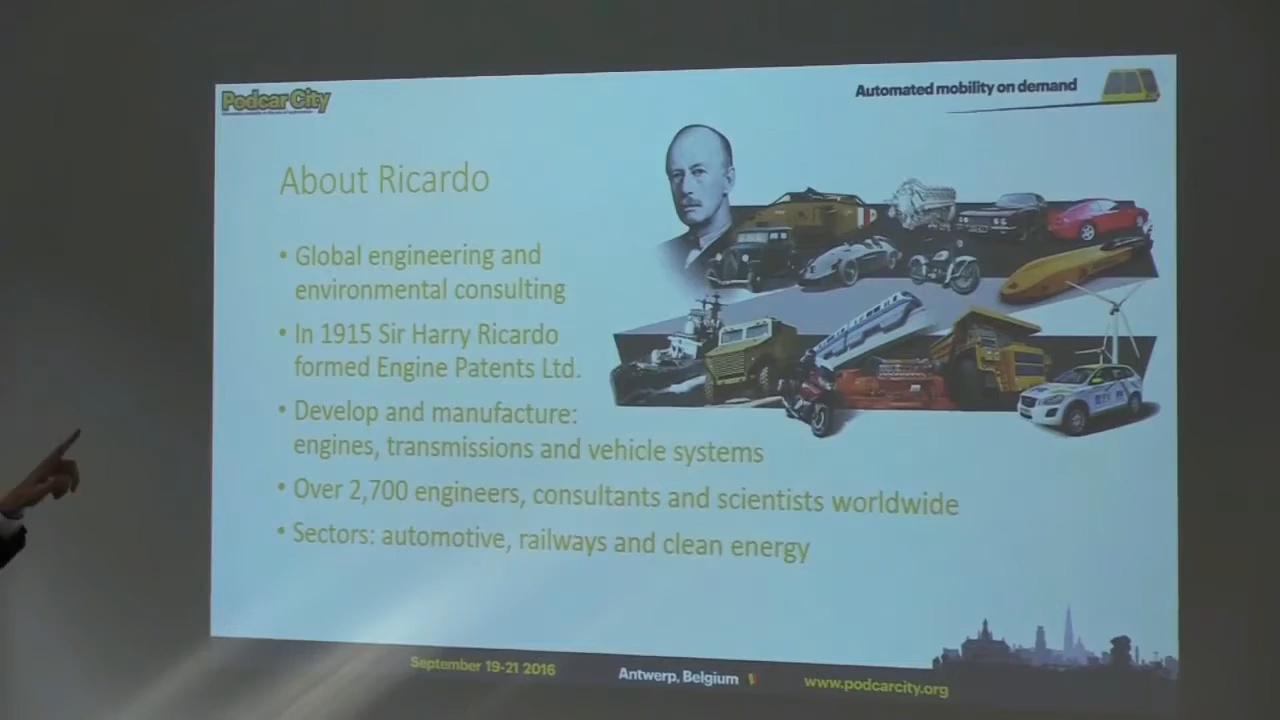 Podcar City
Automated mobility on demand
About Ricardo
• Global engineering and
environmental consulting
• In 1915 Sir Harry Ricardo
formed Engine Patents Ltd.
• Develop and manufacture:
engines, transmissions and vehicle systems
• Over 2,700 engineers, consultants and scientists worldwide
• Sectors: automotive, railways and clean energy
September 19-21 2016
Antwerp, Belgium
www.podcarcity.org